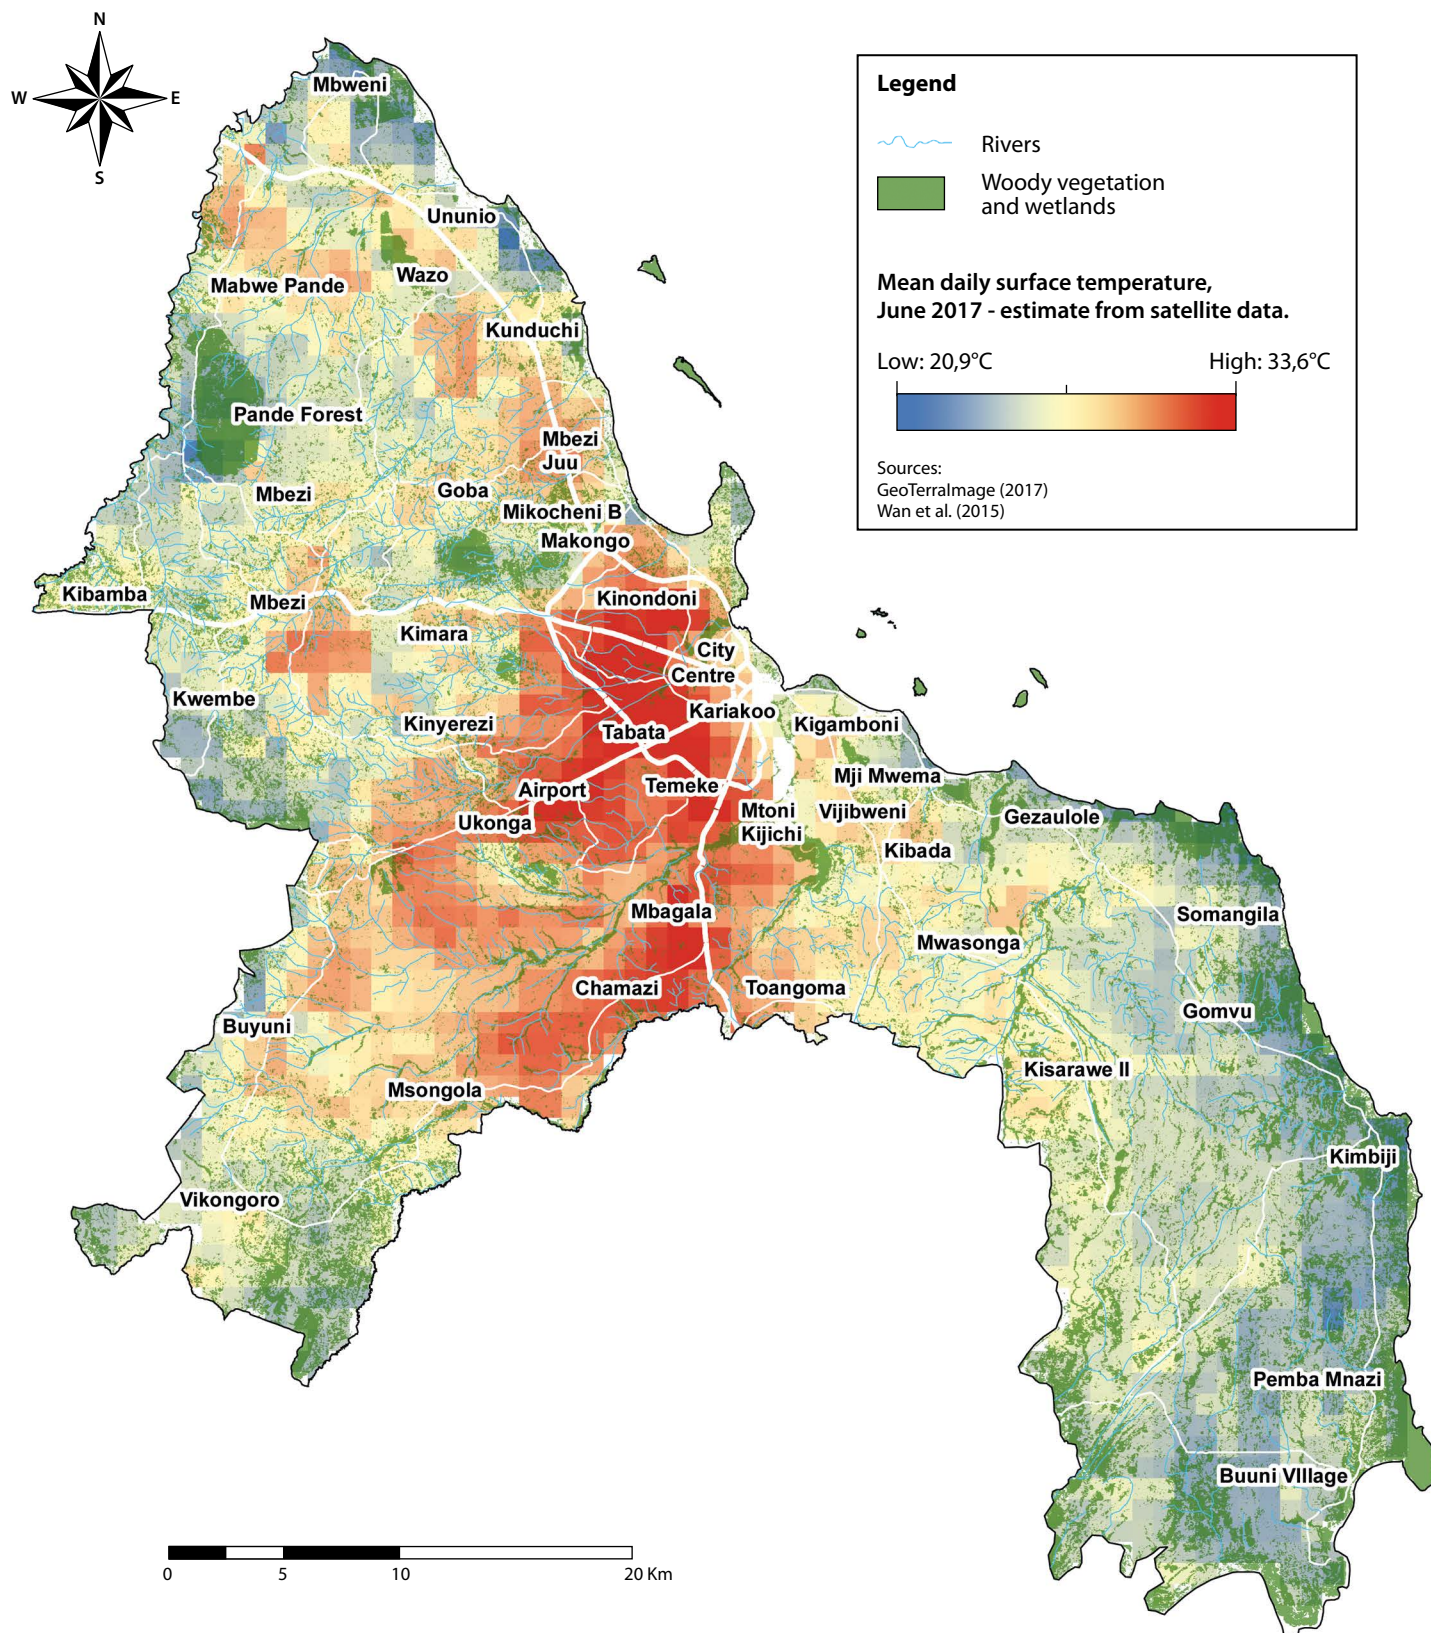 N
W
E
S
Legend
Rivers
Woody vegetation
and wetlands
Mean daily surface temperature,
June 2017 - estimate from satellite data.
Low: 20,9°C
High: 33,6°C
Sources:
GeoTerraImage (2017)
Wan et al. (2015)
Mbweni
Ununio
Wazo
Mabwe Pande
Kunduchi
Pande Forest
Mbezi
Juu
Mbezi
Goba
Mikocheni B
Makongo
Kibamba
Mbezi
Kinondoni
Kimara
City
Centre
Kwembe
Kariakoo
Kinyerezi
Tabata
Kigamboni
Mji Mwema
Airport
Temeke
Mtoni
Kijichi
Vijibweni
Gezaulole
Ukonga
Kibada
Mbagala
Somangila
Mwasonga
Chamazi
Toangoma
Gomvu
Buyuni
Kisarawe II
Msongola
Kimbiji
Vikongoro
Pemba Mnazi
Buuni VIllage
0
5
10
20 Km